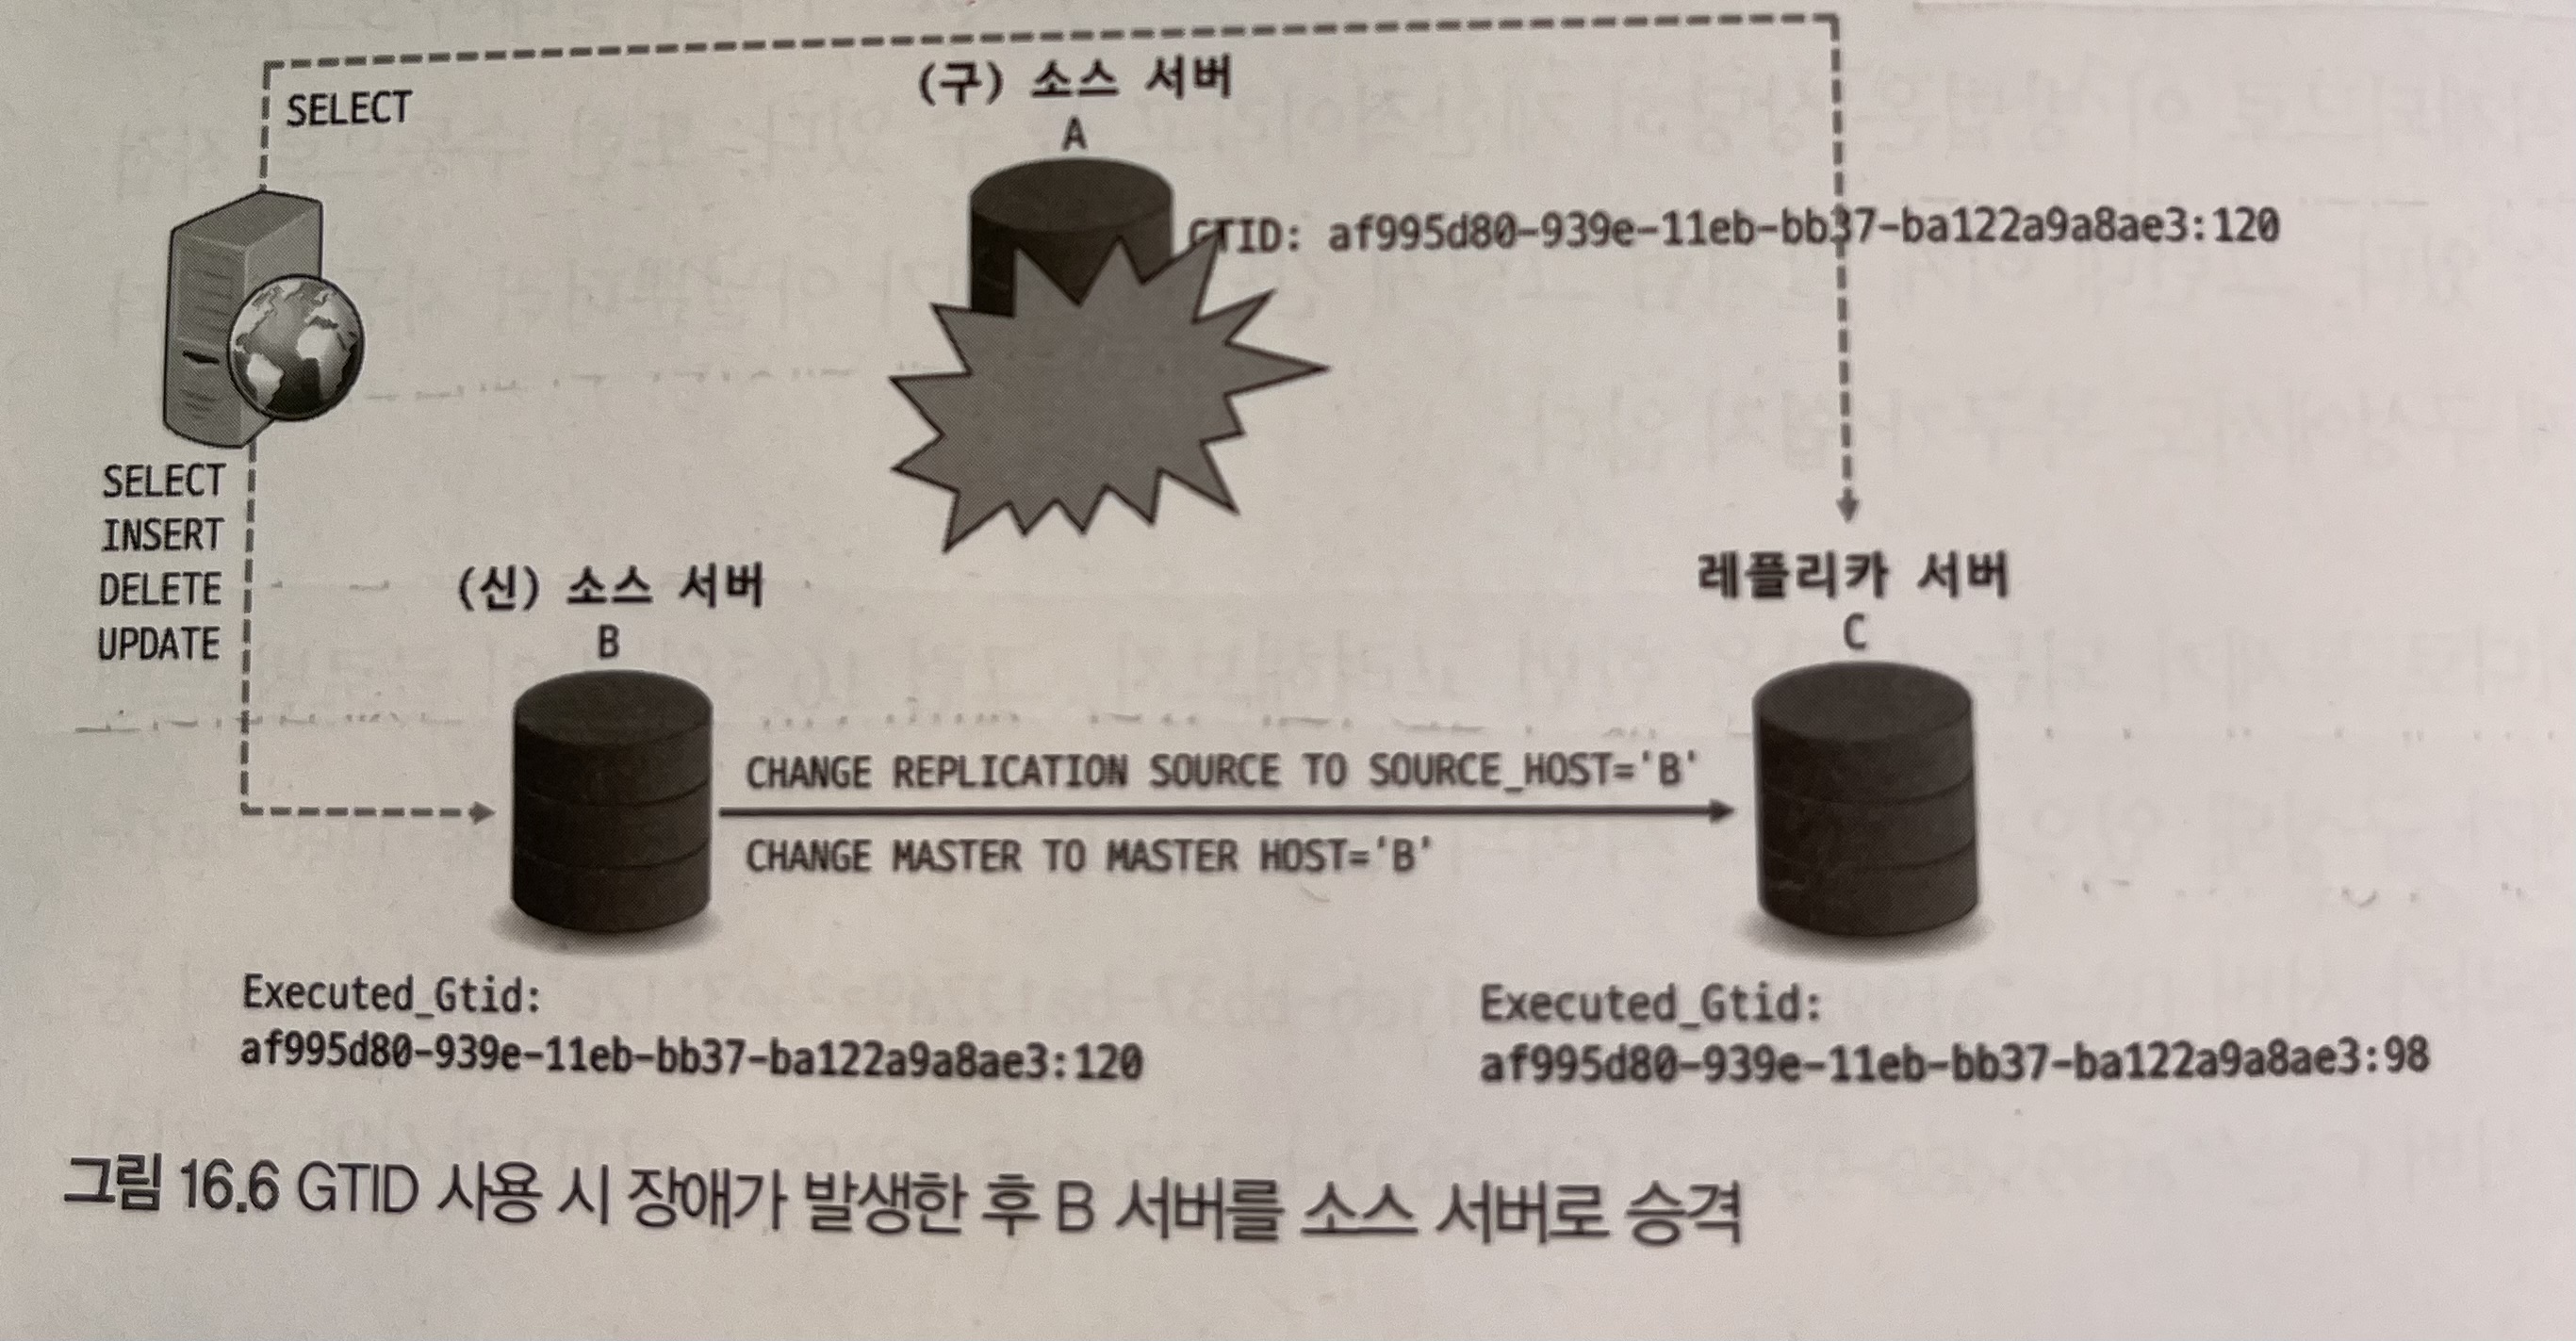 SELECT
(구) 소스 서버
A
GTID: af995d80-939e-11eb-bb37-ba122a9a8ae3:120
SELECT
INSERT
DELETE
UPDATE
(신) 소스 서버
B
레플리카 서버
C
CHANGE REPLICATION SOURCE TO SOURCE_HOST='B'
CHANGE MASTER TO MASTER HOST='B'
Executed_Gtid:
af995d80-939e-11eb-bb37-ba122a9a8ae3:120
Executed_Gtid:
af995d80-939e-11eb-bb37-ba122a9a8ae3:98
그림 16.6 GTID 사용 시 장애가 발생한 후 B 서버를 소스 서버로 승격